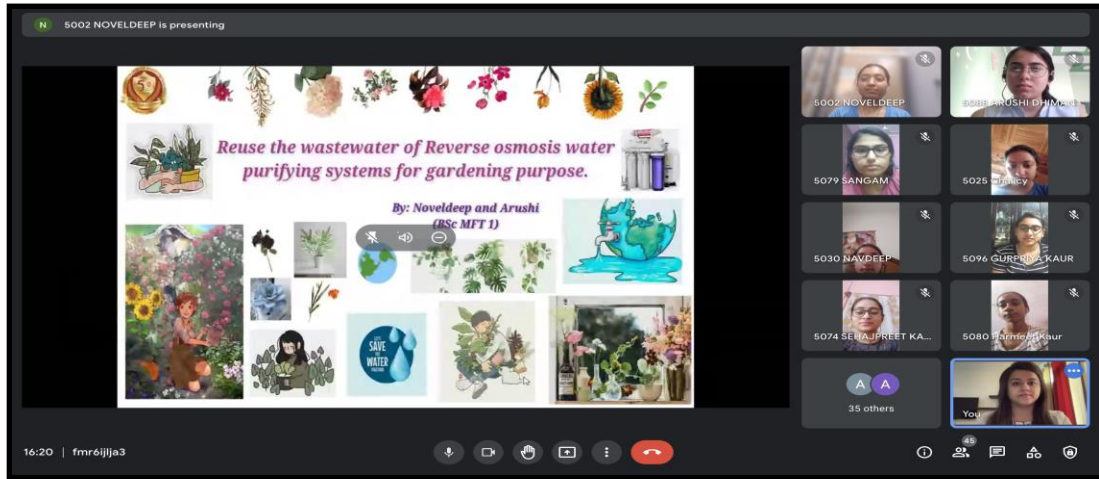 N 5002 NOVELDEEP is presenting
Reuse the wastewater of Reverse osmosis water
purifying systems for gardening purpose.
By: Noveldeep and Arushi
(BSc MFT 1)
SAVE
WATER
5002 NOVELDEEP
ARUSHI DHIMAN
5079 SANGAM
5025
5030 NAVDEEP
5096 GURPRIYA KAUR
5074 SEHAJPREET KA...
5080 Harmeet Kaur
A A
35 others
You
16:20 | fmr6ijlja3
45